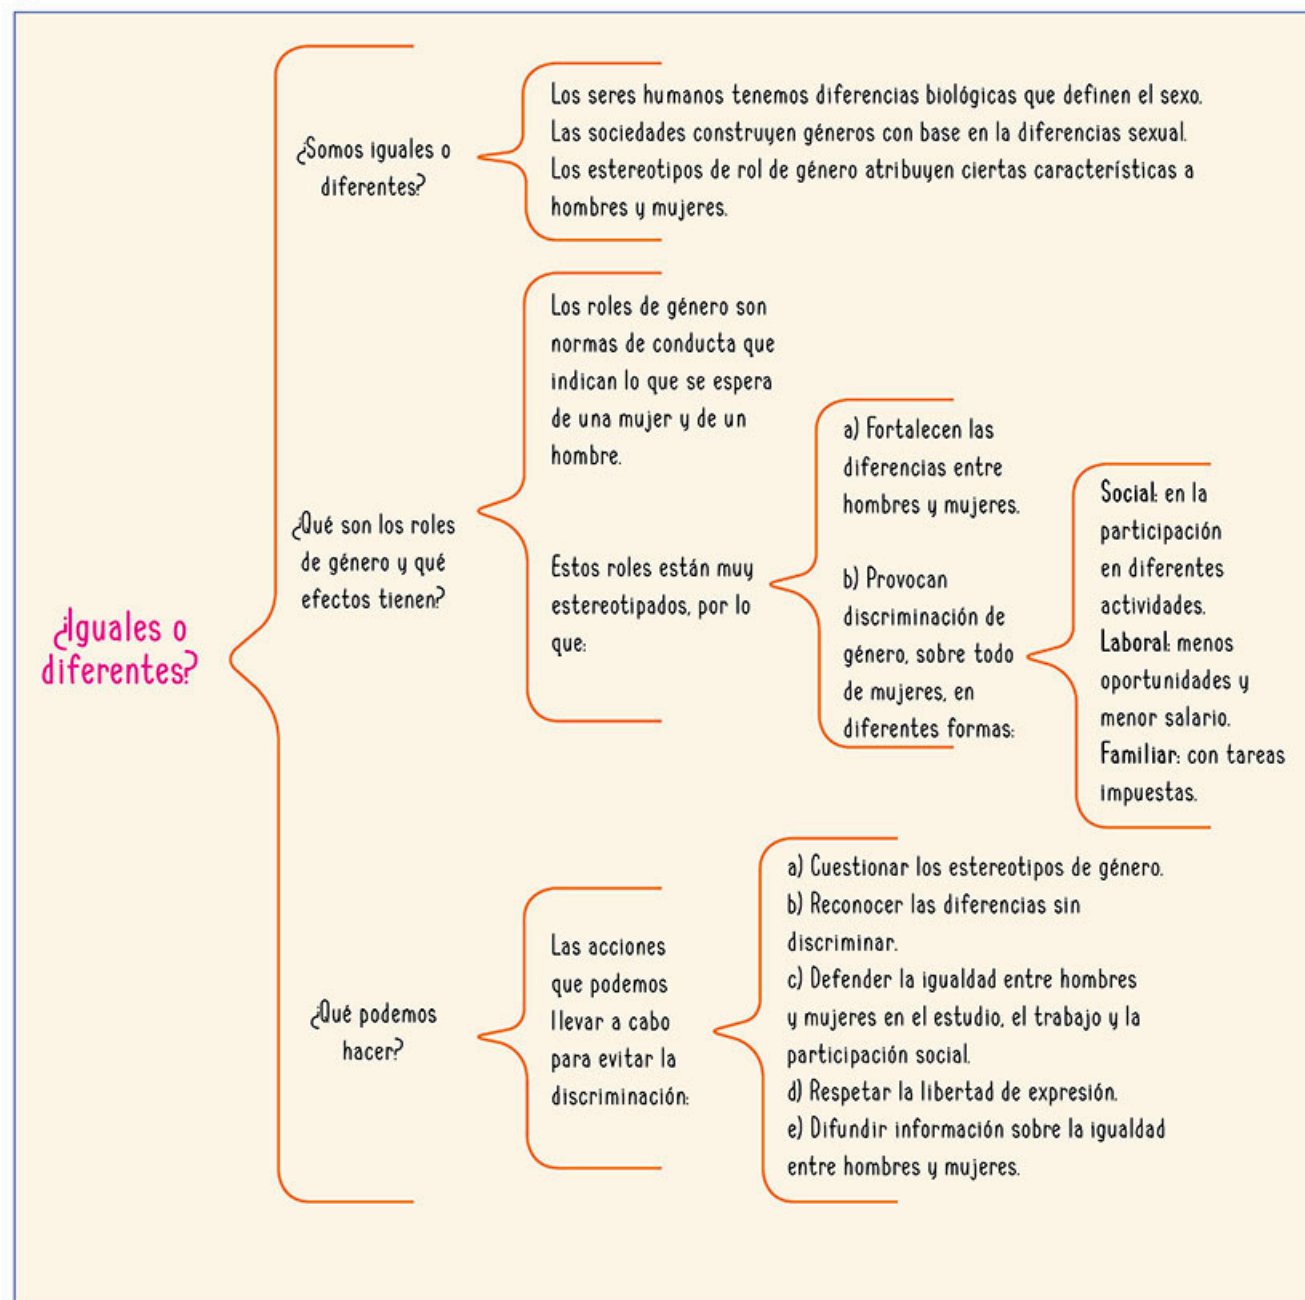 ¿Iguales o
diferentes?
¿Somos iguales o
diferentes?
Los seres humanos tenemos diferencias biológicas que definen el sexo.
Las sociedades construyen géneros con base en la diferencias sexual.
Los estereotipos de rol de género atribuyen ciertas características a
hombres y mujeres.
¿Qué son los roles
de género y qué
efectos tienen?
Los roles de género son
normas de conducta que
indican lo que se espera
de una mujer y de un
hombre.
Estos roles están muy
estereotipados, por lo
que:
a) Fortalecen las
diferencias entre
hombres y mujeres.
b) Provocan
discriminación de
género, sobre todo
de mujeres, en
diferentes formas:
Social: en la
participación
en diferentes
actividades.
Laboral: menos
oportunidades y
menor salario.
Familiar: con tareas
impuestas.
¿Qué podemos
hacer?
Las acciones
que podemos
llevar a cabo
para evitar la
discriminación:
a) Cuestionar los estereotipos de género.
b) Reconocer las diferencias sin
discriminar.
c) Defender la igualdad entre hombres
y mujeres en el estudio, el trabajo y la
participación social.
d) Respetar la libertad de expresión.
e) Difundir información sobre la igualdad
entre hombres y mujeres.